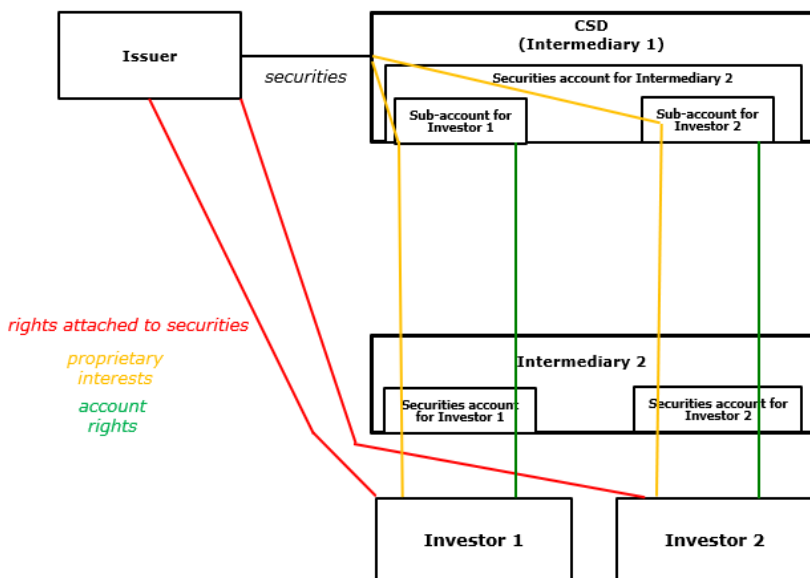 Issuer
CSD
(Intermediary 1)
securities
Securities account for Intermediary 2
Sub-account for
Investor 1
Sub-account for
Investor 2
rights attached to securities
proprietary
interests
account
rights
Intermediary 2
Securities account
for Investor 1
Securities account for
Investor 2
Investor 1
Investor 2